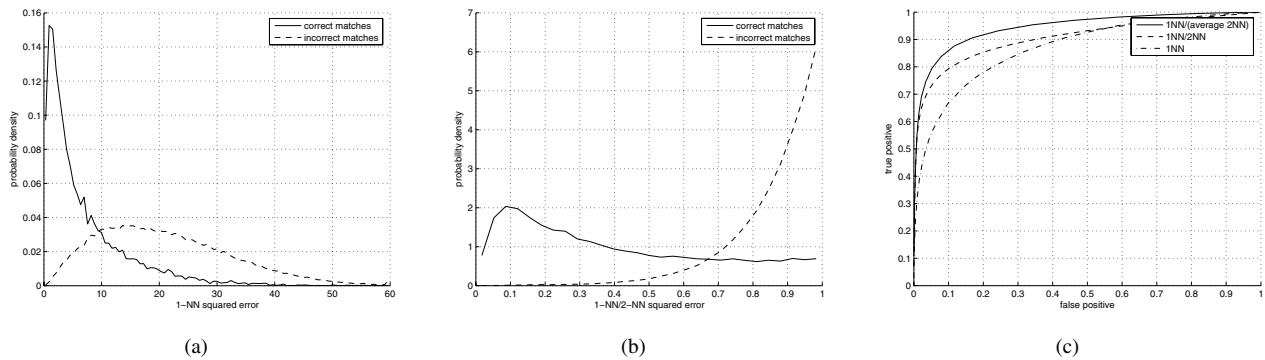 correct matches
incorrect matches
0.16
0.14
0.12
0.1
0.08
0.06
0.04
0.02
0
probability density
0 10 20 30 40 50 60
1−NN squared error
(a)
correct matches
incorrect matches
7
6
5
4
3
2
1
0
probability density
0 0.1 0.2 0.3 0.4 0.5 0.6 0.7 0.8 0.9 1
1−NN/2−NN squared error
(b)
1NN/(average 2NN)
1NN/2NN
1NN
1
0.9
0.8
0.7
0.6
0.5
0.4
0.3
0.2
0.1
0
true positive
0 0.1 0.2 0.3 0.4 0.5 0.6 0.7 0.8 0.9 1
false positive
(c)